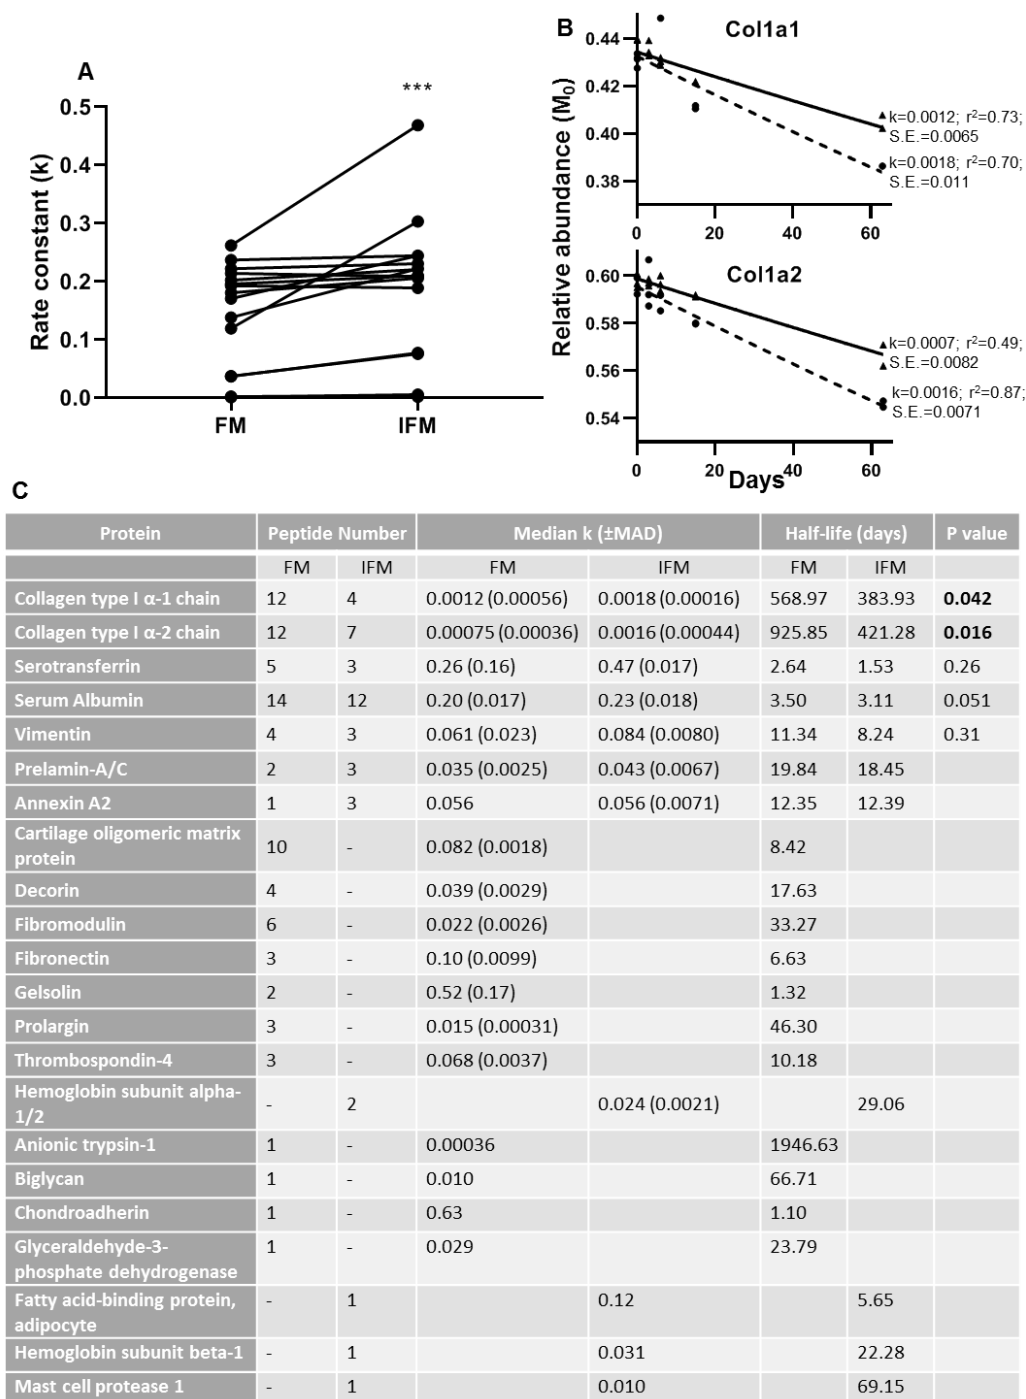 A
***
Rate constant (k)
0.5
0.4
0.3
0.2
0.1
0.0
FM IFM
B
Col1a1
Relative abundance (M₀)
0.44
0.42
0.40
0.38
k=0.0012; r²=0.73;
S.E.=0.0065
k=0.0018; r²=0.70;
S.E.=0.011
0 20 40 60
Col1a2
0.60
0.58
0.56
0.54
k=0.0007; r²=0.49;
S.E.=0.0082
k=0.0016; r²=0.87;
S.E.=0.0071
0 20 40 60
Days
C
Protein Peptide Number Median k (±MAD) Half-life (days) P value
FM IFM FM IFM FM IFM
Collagen type I α-1 chain 12 4 0.0012 (0.00056) 0.0018 (0.00016) 568.97 383.93 0.042
Collagen type I α-2 chain 12 7 0.00075 (0.00036) 0.0016 (0.00044) 925.85 421.28 0.016
Serotransferrin 5 3 0.26 (0.16) 0.47 (0.017) 2.64 1.53 0.26
Serum Albumin 14 12 0.20 (0.017) 0.23 (0.018) 3.50 3.11 0.051
Vimentin 4 3 0.061 (0.023) 0.084 (0.0080) 11.34 8.24 0.31
Prelamin-A/C 2 3 0.035 (0.0025) 0.043 (0.0067) 19.84 18.45
Annexin A2 1 3 0.056 0.056 (0.0071) 12.35 12.39
Cartilage oligomeric matrix
protein 10 - 0.082 (0.0018) 8.42
Decorin 4 - 0.039 (0.0029) 17.63
Fibromodulin 6 - 0.022 (0.0026) 33.27
Fibronectin 3 - 0.10 (0.0099) 6.63
Gelsolin 2 - 0.52 (0.17) 1.32
Prolargin 3 - 0.015 (0.00031) 46.30
Thrombospondin-4 3 - 0.068 (0.0037) 10.18
Hemoglobin subunit alpha-
1/2 - 2 0.024 (0.0021) 29.06
Anionic trypsin-1 1 - 0.00036 1946.63
Biglycan 1 - 0.010 66.71
Chondroadherin 1 - 0.63 1.10
Glyceraldehyde-3-
phosphate dehydrogenase 1 - 0.029 23.79
Fatty acid-binding protein,
adipocyte - 1 0.12 5.65
Hemoglobin subunit beta-1 - 1 0.031 22.28
Mast cell protease 1 - 1 0.010 69.15